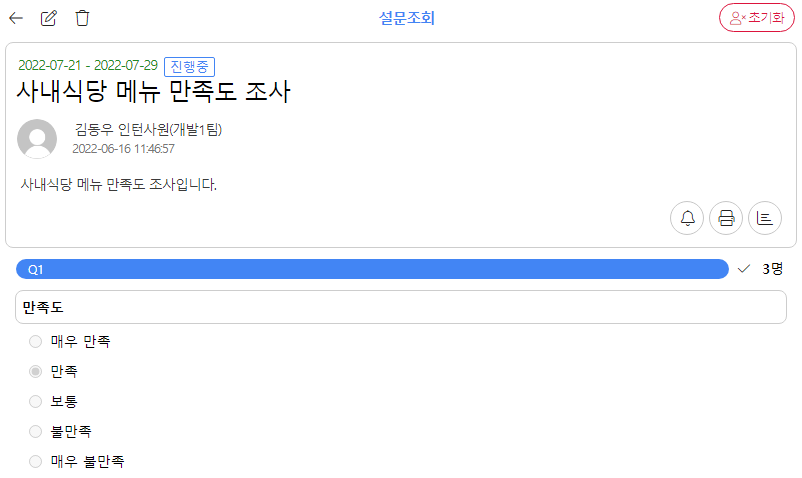 설문조회
초기화
2022-07-21 - 2022-07-29 진행중
사내식당 메뉴 만족도 조사
김동우 인턴사원(개발1팀)
2022-06-16 11:46:57
사내식당 메뉴 만족도 조사입니다.
Q1 3명
만족도
매우 만족
만족
보통
불만족
매우 불만족